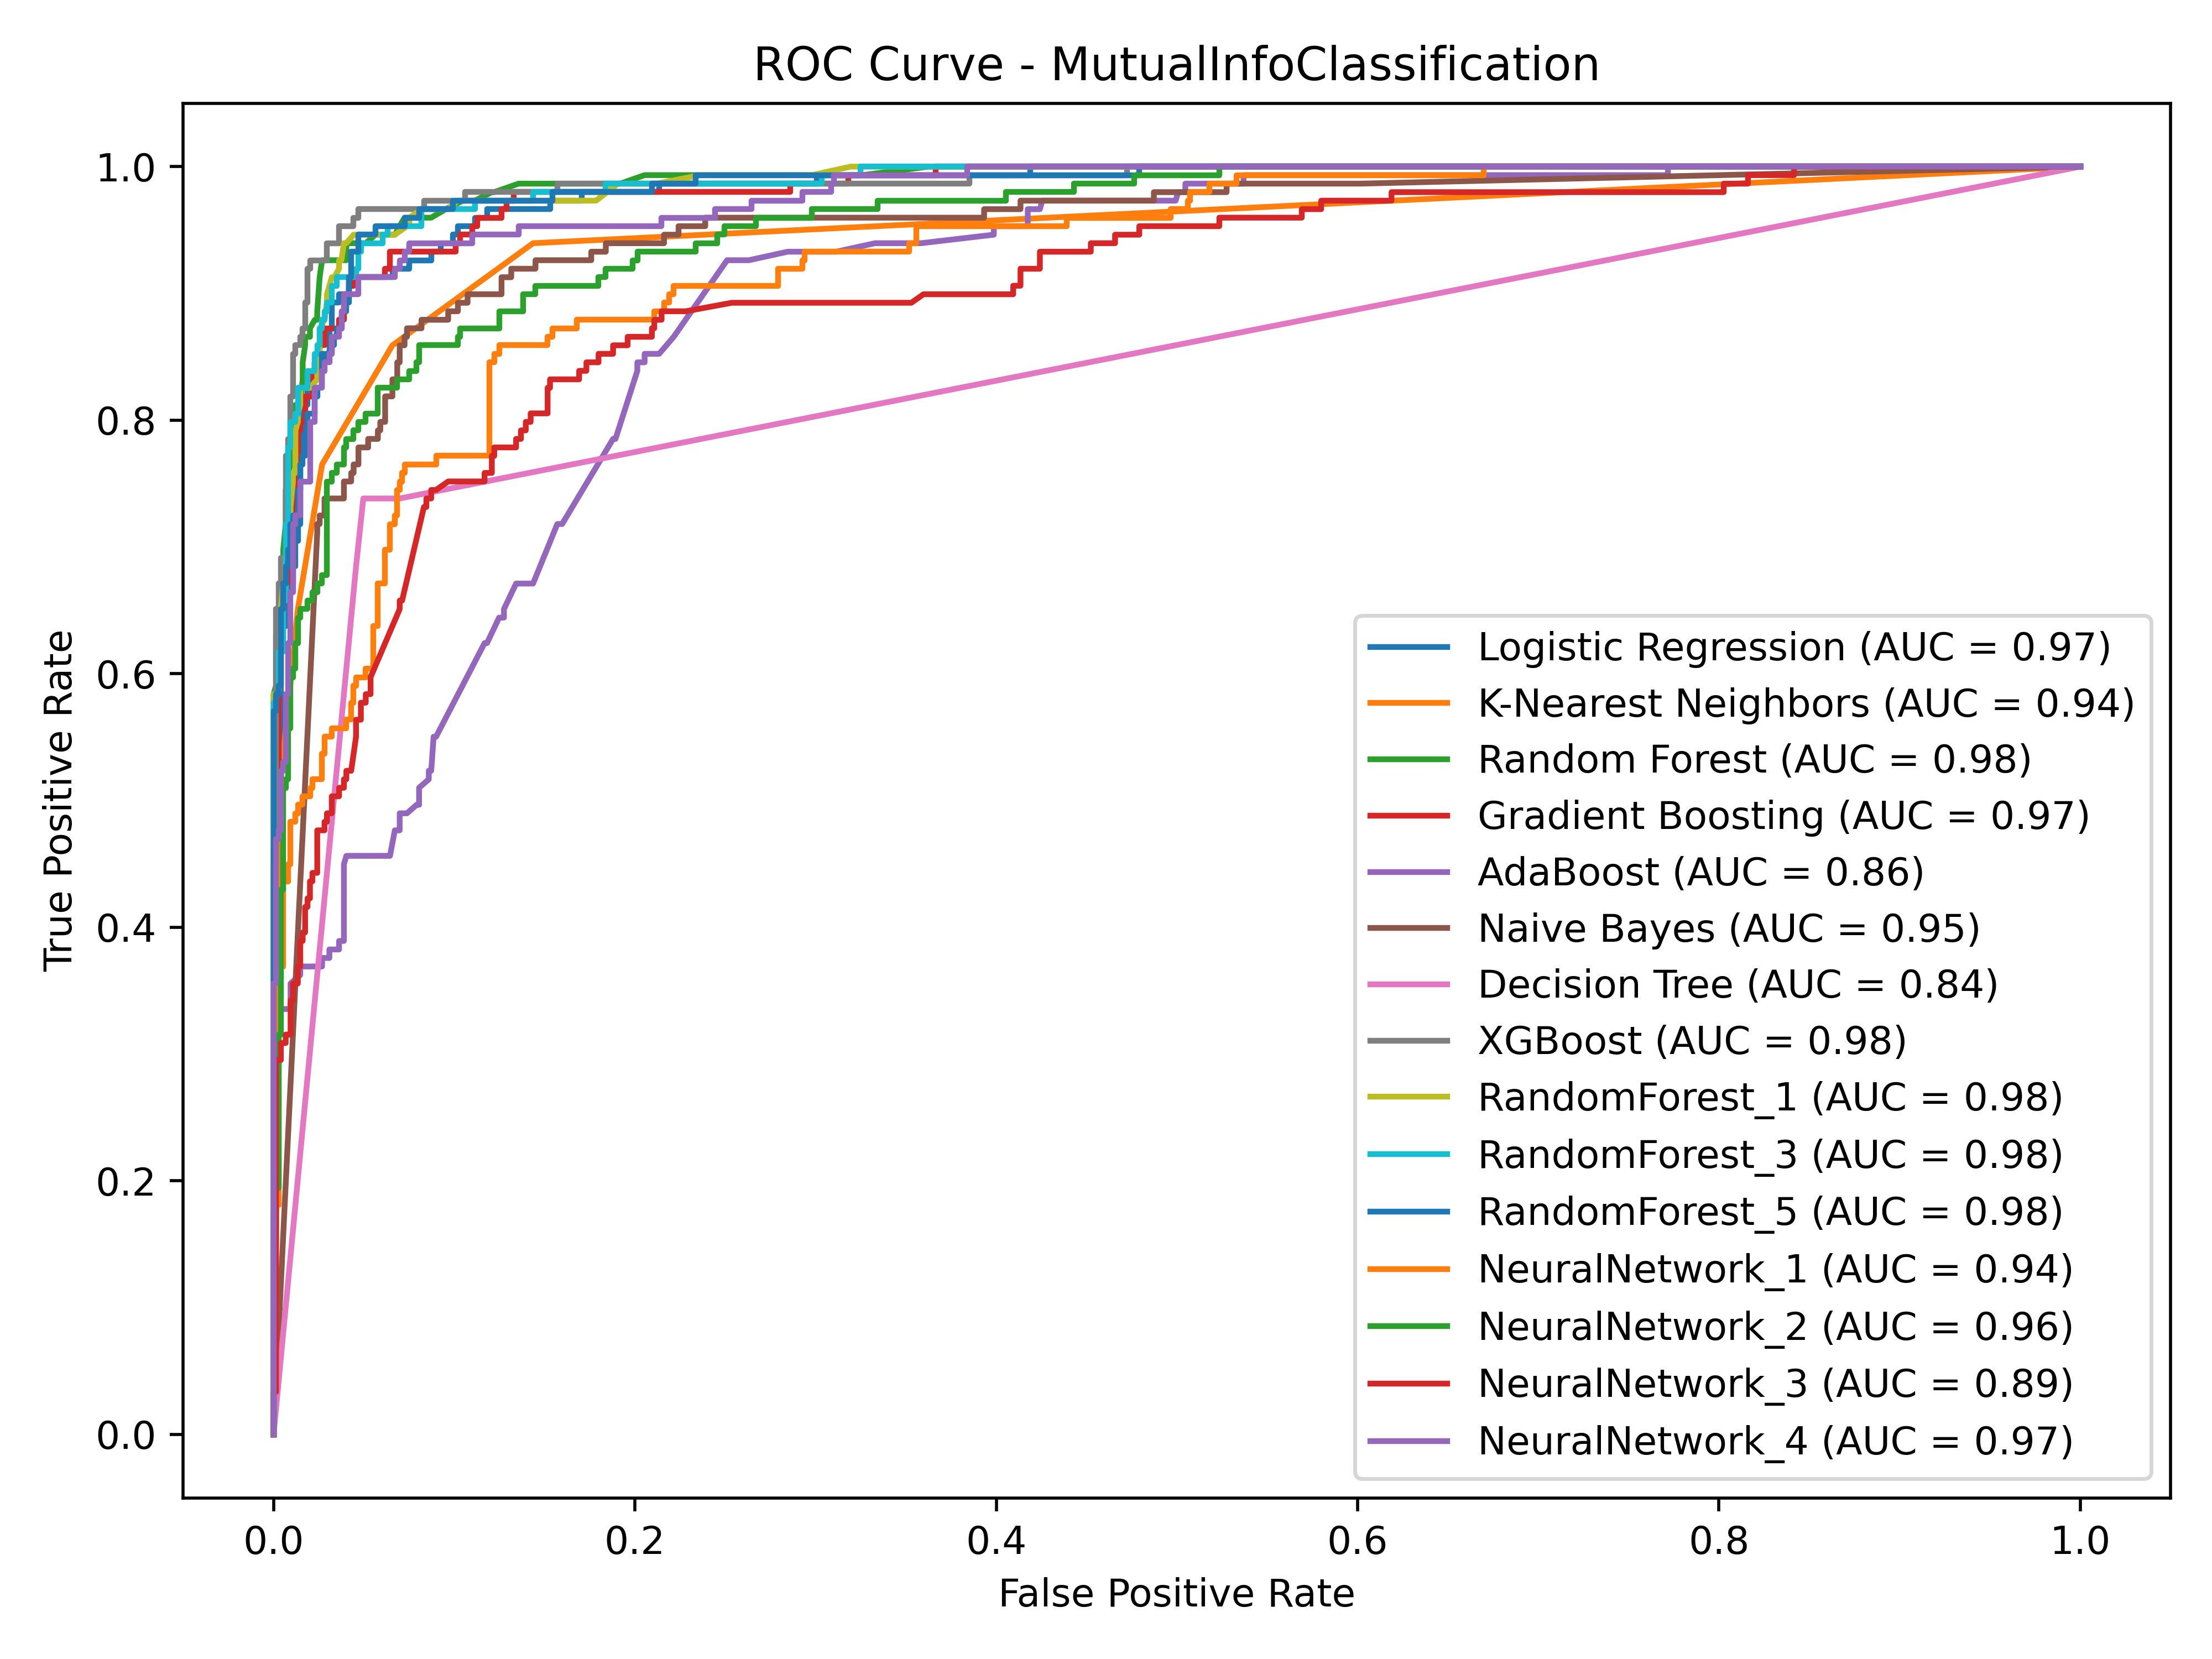 ROC Curve - MutualInfoClassification
1.0
0.8
0.6
0.4
0.2
0.0
True Positive Rate
Logistic Regression (AUC = 0.97)
K-Nearest Neighbors (AUC = 0.94)
Random Forest (AUC = 0.98)
Gradient Boosting (AUC = 0.97)
AdaBoost (AUC = 0.86)
Naive Bayes (AUC = 0.95)
Decision Tree (AUC = 0.84)
XGBoost (AUC = 0.98)
RandomForest_1 (AUC = 0.98)
RandomForest_3 (AUC = 0.98)
RandomForest_5 (AUC = 0.98)
NeuralNetwork_1 (AUC = 0.94)
NeuralNetwork_2 (AUC = 0.96)
NeuralNetwork_3 (AUC = 0.89)
NeuralNetwork_4 (AUC = 0.97)
0.0 0.2 0.4 0.6 0.8 1.0
False Positive Rate